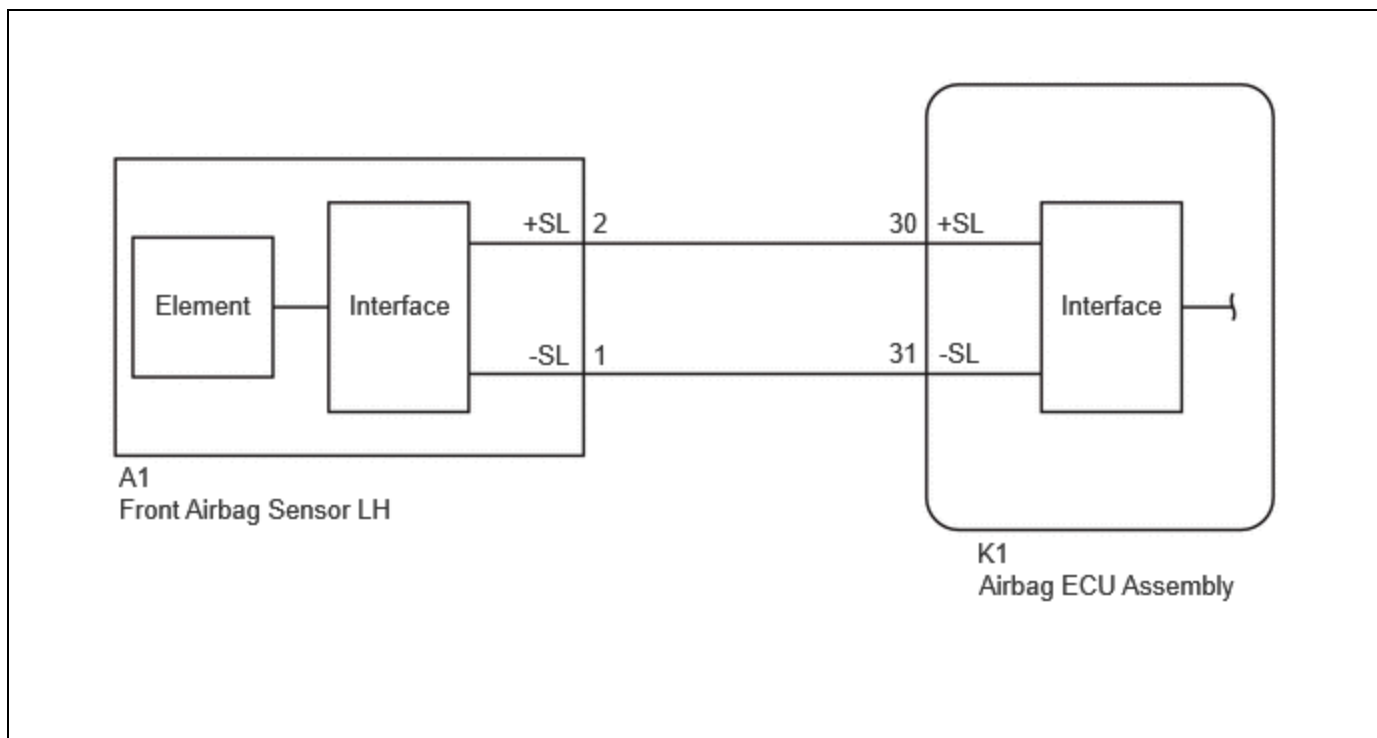 +SL 2 30 +SL
Element Interface Interface
-SL 1 31 -SL
A1
Front Airbag Sensor LH
K1
Airbag ECU Assembly